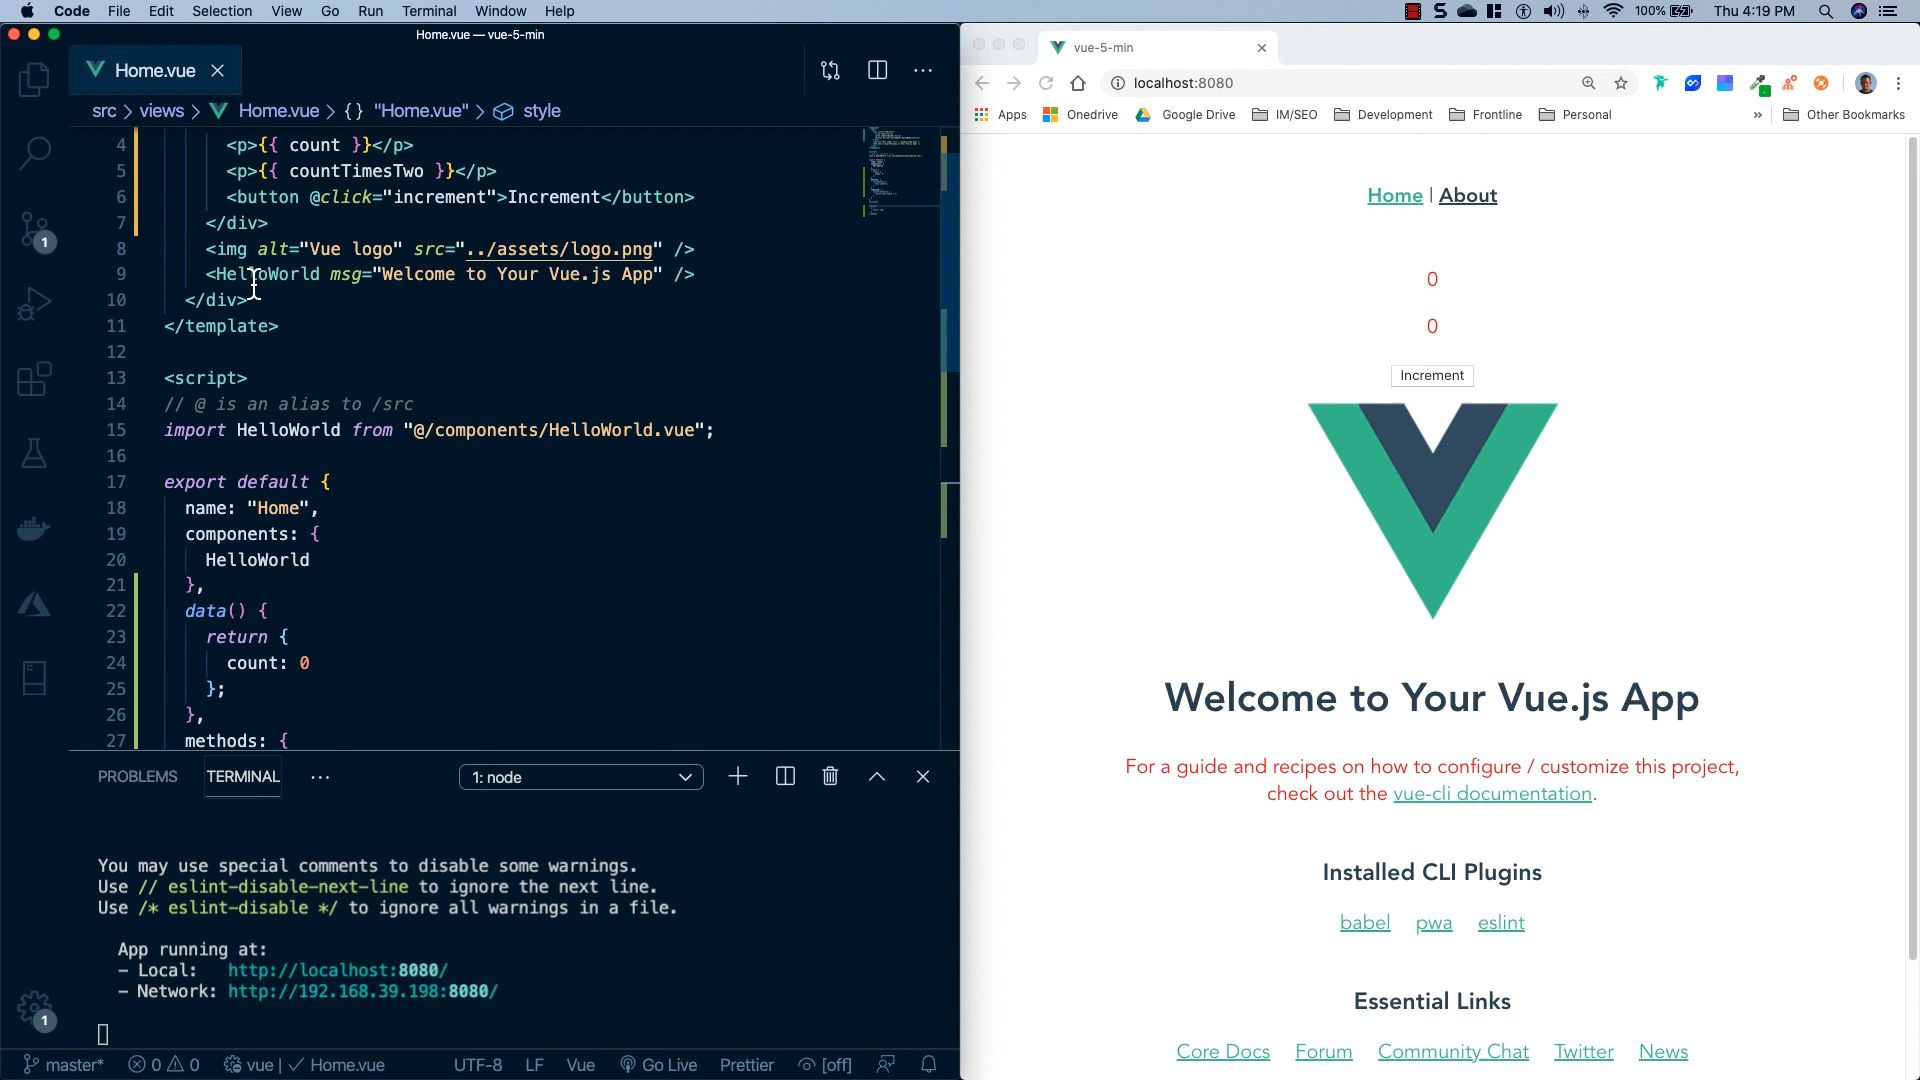 Code File Edit Selection View Go Run Terminal Window Help
100% Thu 4:19 PM
Home.vue — vue-5-min
Home.vue
src > views > Home.vue > {} "Home.vue" > style
4 <p>{{ count }}</p>
5 <p>{{ countTimesTwo }}</p>
6 <button @click="increment">Increment</button>
7 </div>
8 <img alt="Vue logo" src="../assets/logo.png" />
9 <HelloWorld msg="Welcome to Your Vue.js App" />
10 </div>
11 </template>
12
13 <script>
14 // @ is an alias to /src
15 import HelloWorld from "@/components/HelloWorld.vue";
16
17 export default {
18 name: "Home",
19 components: {
20 HelloWorld
21 },
22 data() {
23 return {
24 count: 0
25 };
26 },
27 methods: {
1
1
PROBLEMS TERMINAL ··· 1: node
You may use special comments to disable some warnings.
Use // eslint-disable-next-line to ignore the next line.
Use /* eslint-disable */ to ignore all warnings in a file.
App running at:
- Local: http://localhost:8080/
- Network: http://192.168.39.198:8080/
master* 0 0 vue | ✓ Home.vue UTF-8 LF Vue Go Live Prettier [off]
vue-5-min
localhost:8080
Apps Onedrive Google Drive IM/SEO Development Frontline Personal » Other Bookmarks
Home | About
0
0
Increment
Welcome to Your Vue.js App
For a guide and recipes on how to configure / customize this project,
check out the vue-cli documentation.
Installed CLI Plugins
babel pwa eslint
Essential Links
Core Docs Forum Community Chat Twitter News